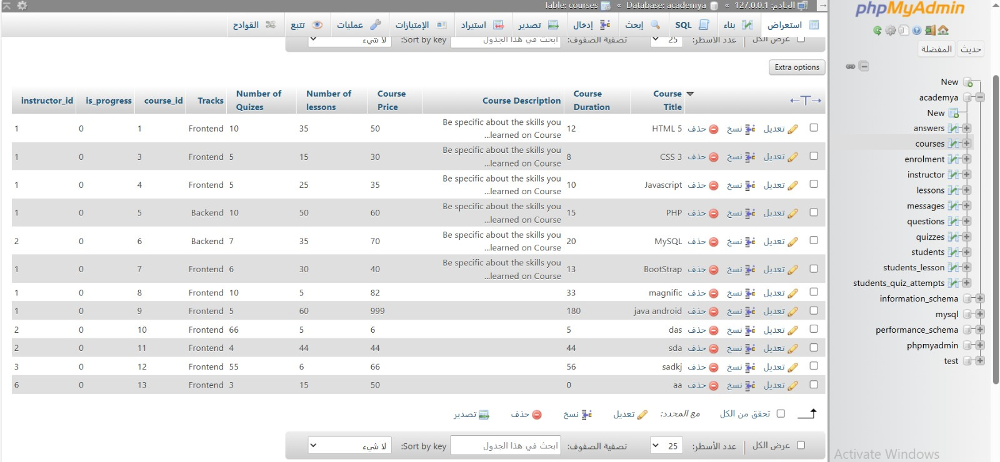 الخادم: 127.0.0.1 » Database: academya » Table: courses
استعراض بناء SQL إبحث إدخال تصدير استيراد الإمتيازات عمليات تتبع القوادح
عرض الكل عدد الأسطر: 25 تصفية الصفوف: ابحث في هذا الجدول Sort by key: لا شيء
Extra options
Course Title Course Duration Course Description Course Price Number of lessons Number of Quizes Tracks course_id is_progress instructor_id
تعديل نسخ حذف HTML 5 12 Be specific about the skills you learned on Course... 50 35 10 Frontend 1 0 1
تعديل نسخ حذف CSS 3 8 Be specific about the skills you learned on Course... 30 15 5 Frontend 3 0 1
تعديل نسخ حذف Javascript 10 Be specific about the skills you learned on Course... 35 25 5 Frontend 4 0 1
تعديل نسخ حذف PHP 15 Be specific about the skills you learned on Course... 60 50 10 Backend 5 0 1
تعديل نسخ حذف MySQL 20 Be specific about the skills you learned on Course... 70 35 7 Backend 6 0 2
تعديل نسخ حذف BootStrap 13 Be specific about the skills you learned on Course... 40 30 6 Frontend 7 0 1
تعديل نسخ حذف magnific 33 82 5 10 Frontend 8 0 1
تعديل نسخ حذف java android 180 999 60 5 Frontend 9 0 1
تعديل نسخ حذف das 5 6 5 66 Frontend 10 0 2
تعديل نسخ حذف sda 44 44 44 4 Frontend 11 0 2
تعديل نسخ حذف sadkj 56 66 6 55 Frontend 12 0 3
تعديل نسخ حذف aa 0 50 15 3 Frontend 13 0 6
تحقق من الكل مع المحدد: تعديل نسخ حذف تصدير
عرض الكل عدد الأسطر: 25 تصفية الصفوف: ابحث في هذا الجدول Sort by key: لا شيء
phpMyAdmin
حديث المفضلة
New
academya
New
answers
courses
enrolment
instructor
lessons
messages
questions
quizzes
students
students_lesson
students_quiz_attempts
information_schema
mysql
performance_schema
phpmyadmin
test
Activate Windows